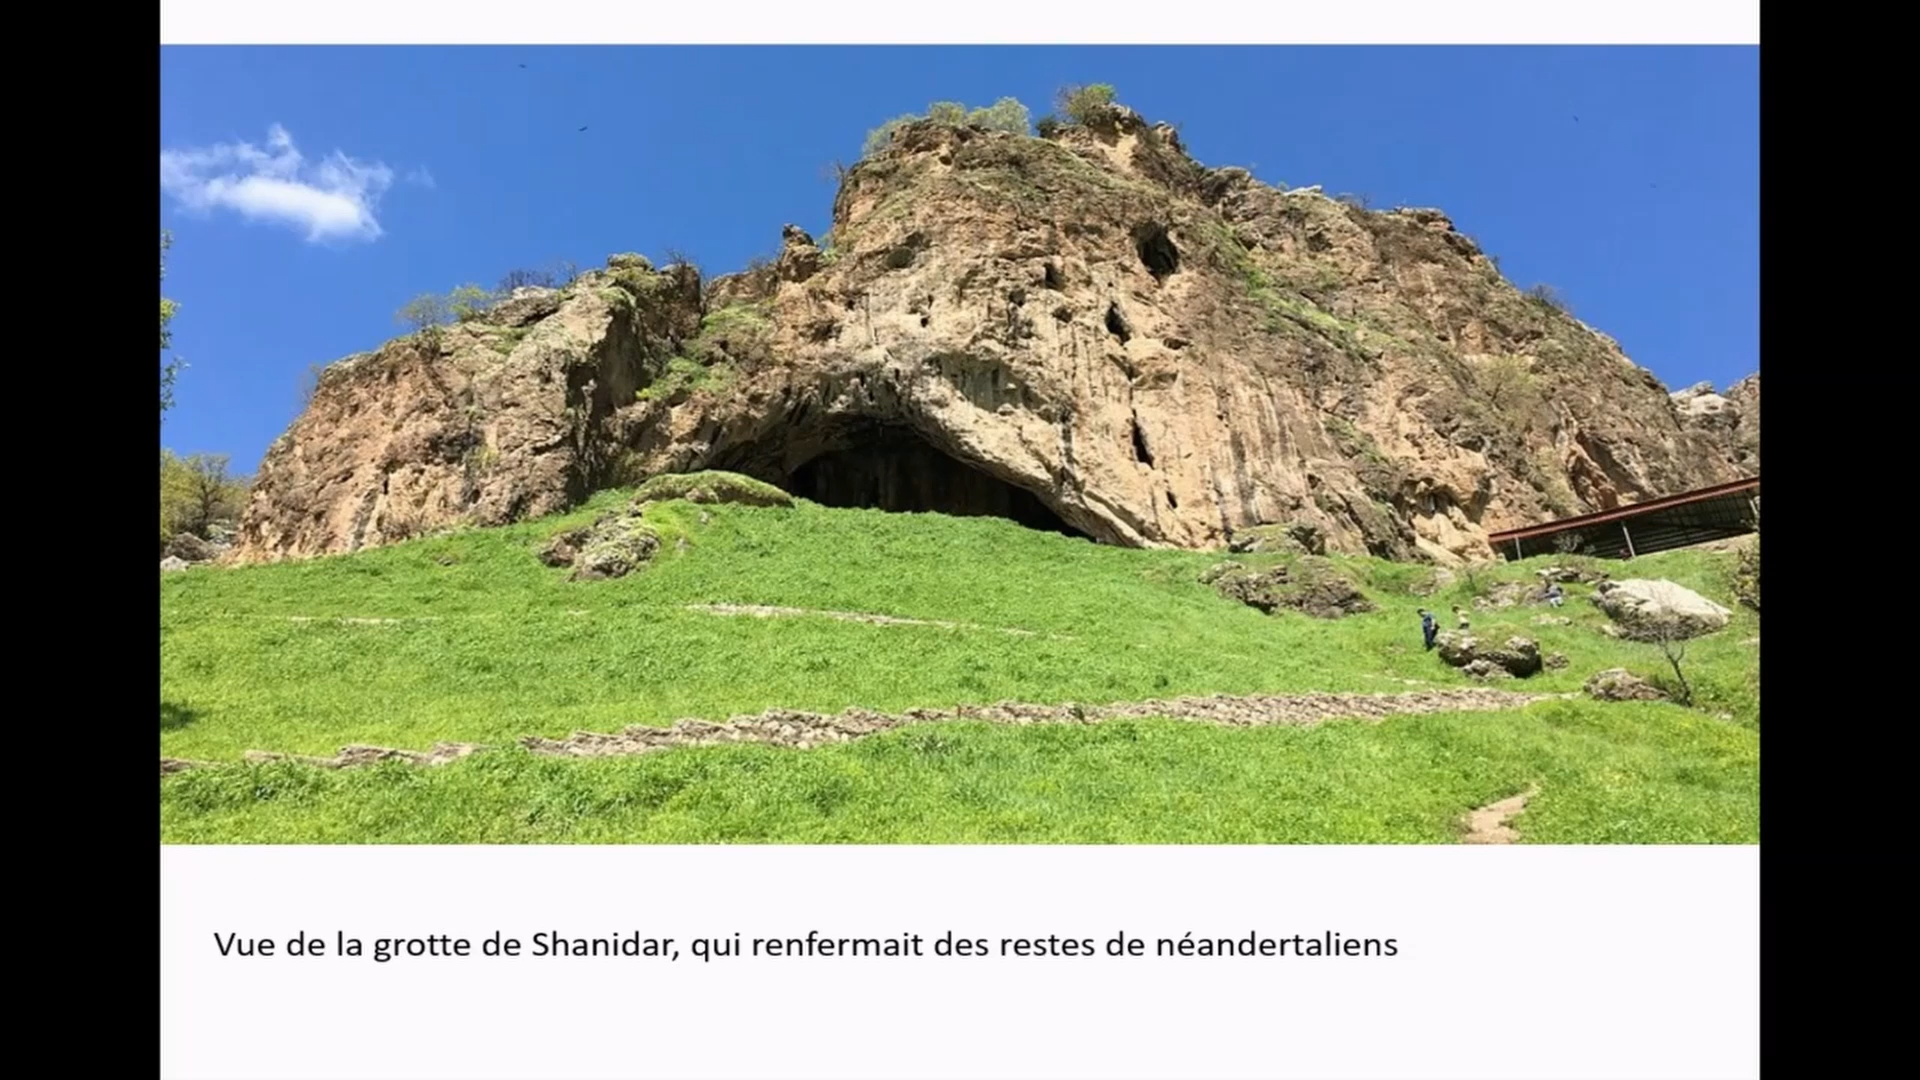 Vue de la grotte de Shanidar, qui renfermait des restes de néandertaliens